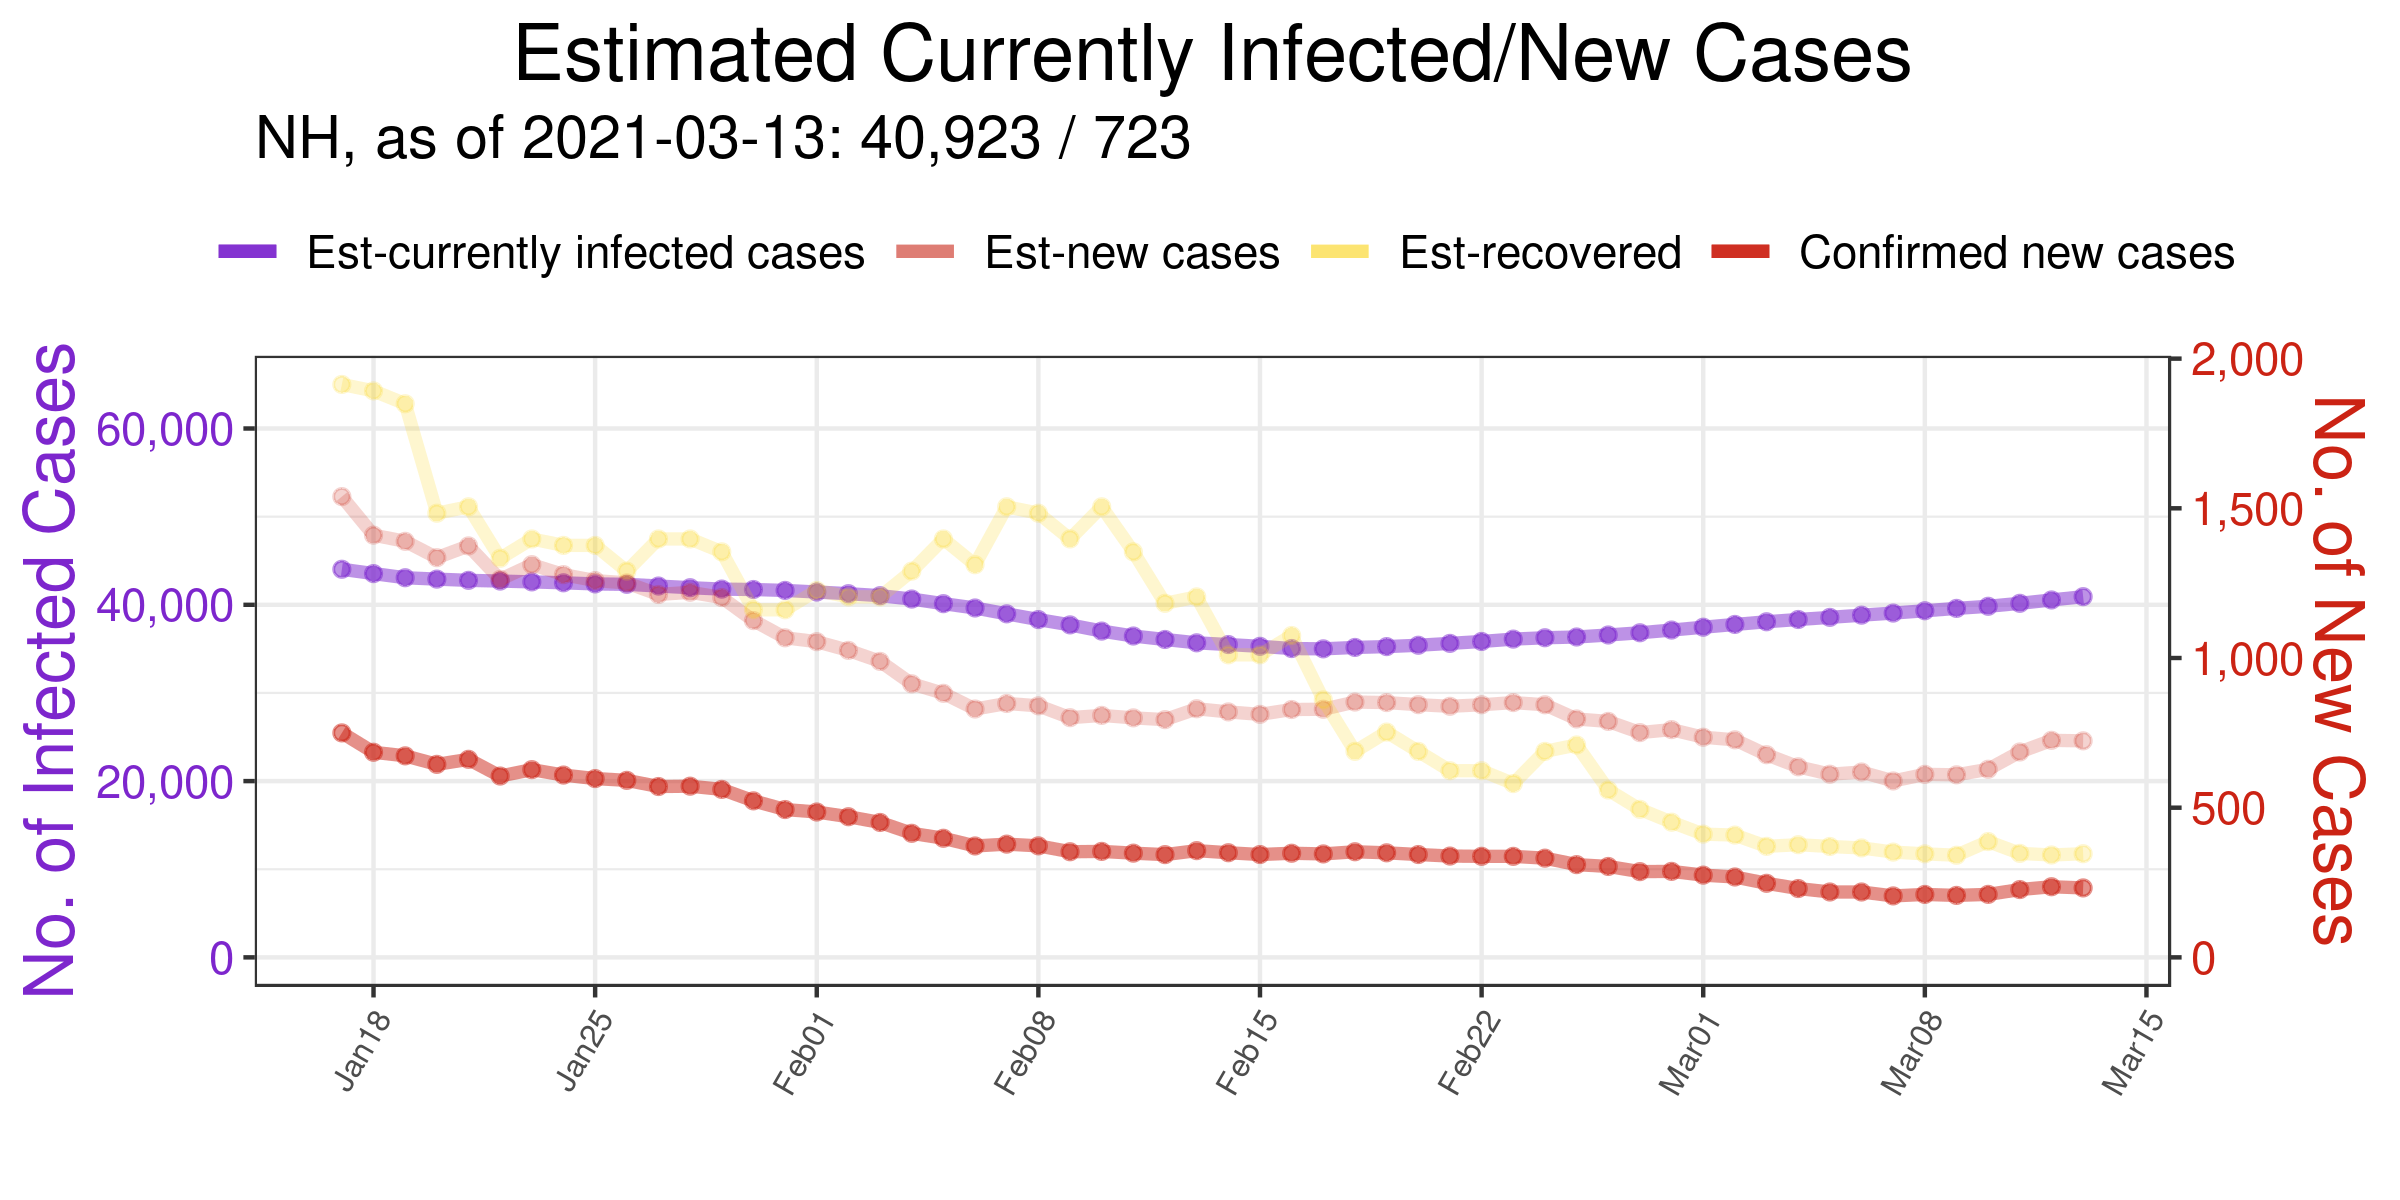 Estimated Currently Infected/New Cases
NH, as of 2021-03-13: 40,923 / 723
Est-currently infected cases
Est-new cases
Est-recovered
Confirmed new cases
No. of Infected Cases
60,000
40,000
20,000
0
2,000
1,500
1,000
500
0
No. of New Cases
Jan18
Jan25
Feb01
Feb08
Feb15
Feb22
Mar01
Mar08
Mar15